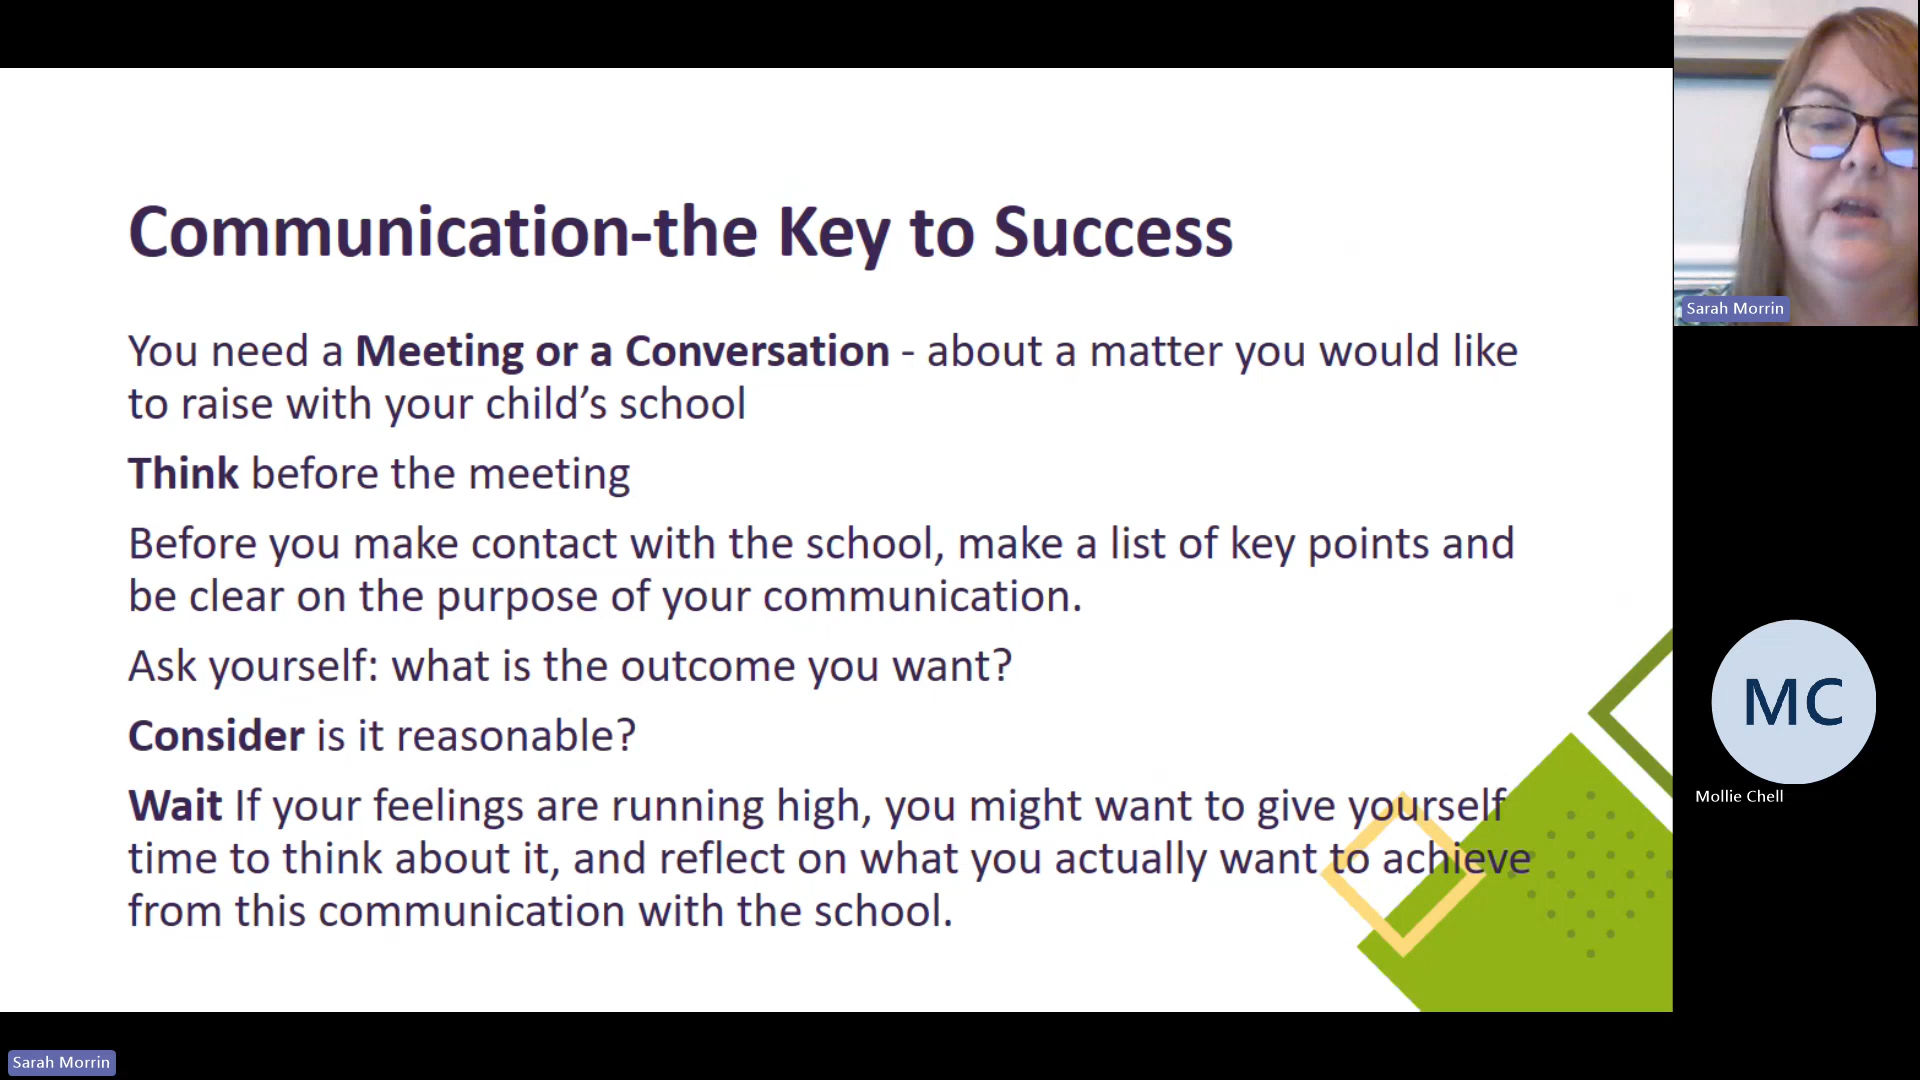 Communication-the Key to Success
You need a Meeting or a Conversation - about a matter you would like
to raise with your child’s school
Think before the meeting
Before you make contact with the school, make a list of key points and
be clear on the purpose of your communication.
Ask yourself: what is the outcome you want?
Consider is it reasonable?
Wait If your feelings are running high, you might want to give yourself
time to think about it, and reflect on what you actually want to achieve
from this communication with the school.
Sarah Morrin
MC
Mollie Chell
Sarah Morrin